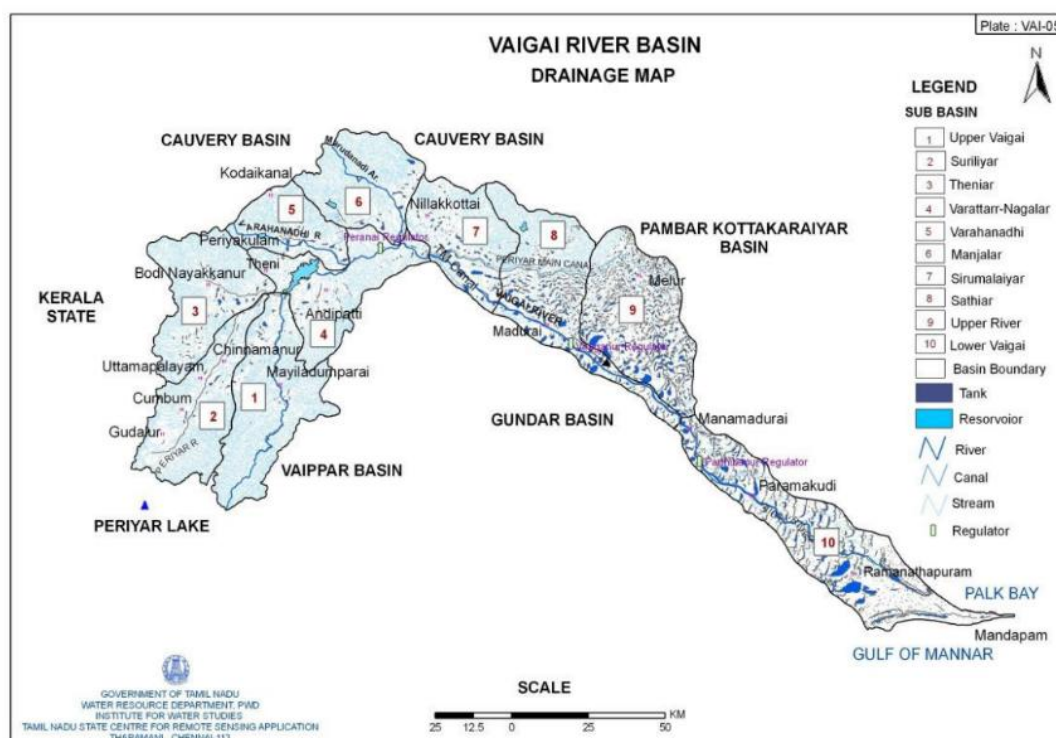 Plate : VAI-05
VAIGAI RIVER BASIN
DRAINAGE MAP
N
LEGEND
SUB BASIN
1 Upper Vaigai
2 Suriliyar
3 Theniar
4 Varattarr-Nagalar
5 Varahanadhi
6 Manjalar
7 Sirumalaiyar
8 Sathiar
9 Upper River
10 Lower Vaigai
Basin Boundary
Tank
Reservoior
River
Canal
Stream
Regulator
CAUVERY BASIN
CAUVERY BASIN
Kodaikanal
6
Nillakkottai
5
7
8
PAMBAR KOTTAKARAIYAR
BASIN
Periyakulam
Peranai Regulator
PERIYAR MAIN CANAL
Theni
Bodi Nayakkanur
Melur
KERALA
STATE
3
Andipatti
VAIGAI RIVER
9
4
Madurai
Chinnamanur
Uttamapalayam
Mayiladumparai
Cumbum
1
2
GUNDAR BASIN
Manamadurai
Gudalur
VAIPPAR BASIN
Regulator
Paramakudi
PERIYAR LAKE
10
Ramanathapuram
PALK BAY
Mandapam
GULF OF MANNAR
SCALE
25 12.5 0 25 50 KM
GOVERNMENT OF TAMIL NADU
WATER RESOURCE DEPARTMENT, PWD
INSTITUTE FOR WATER STUDIES
TAMIL NADU STATE CENTRE FOR REMOTE SENSING APPLICATION